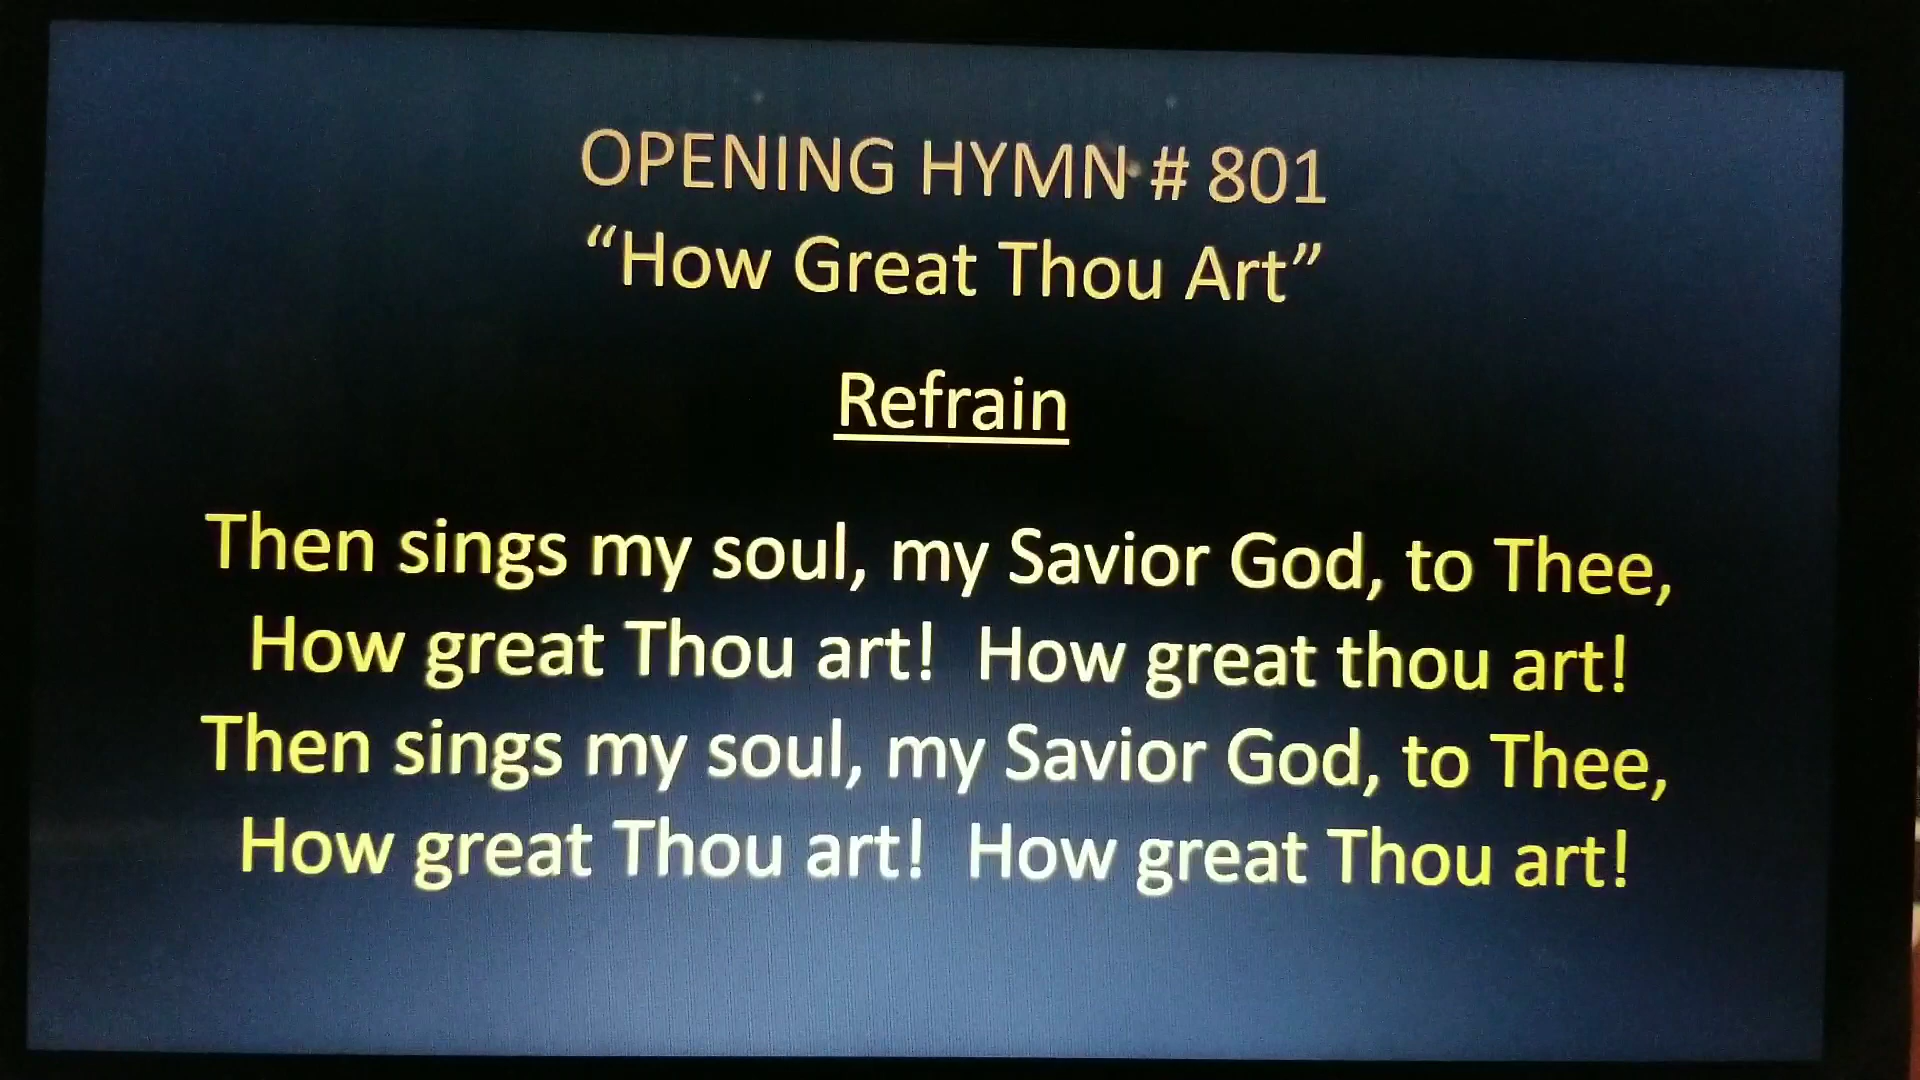 OPENING HYMN # 801
“How Great Thou Art”
Refrain
Then sings my soul, my Savior God, to Thee,
How great Thou art!  How great thou art!
Then sings my soul, my Savior God, to Thee,
How great Thou art!  How great Thou art!